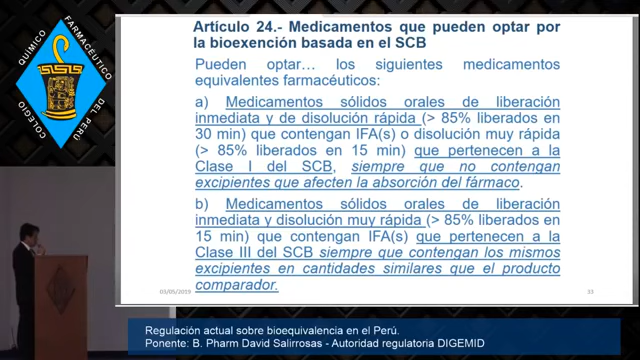 COLEGIO QUÍMICO FARMACÉUTICO DEL PERÚ
Artículo 24.- Medicamentos que pueden optar por
la bioexención basada en el SCB
Pueden optar… los siguientes medicamentos
equivalentes farmacéuticos:
a) Medicamentos sólidos orales de liberación
inmediata y de disolución rápida (> 85% liberados en
30 min) que contengan IFA(s) o disolución muy rápida
(> 85% liberados en 15 min) que pertenecen a la
Clase I del SCB, siempre que no contengan
excipientes que afecten la absorción del fármaco.
b) Medicamentos sólidos orales de liberación
inmediata y disolución muy rápida (> 85% liberados en
15 min) que contengan IFA(s) que pertenecen a la
Clase III del SCB siempre que contengan los mismos
excipientes en cantidades similares que el producto
comparador.
03/05/2019
33
Regulación actual sobre bioequivalencia en el Perú.
Ponente: B. Pharm David Salirrosas - Autoridad regulatoria DIGEMID